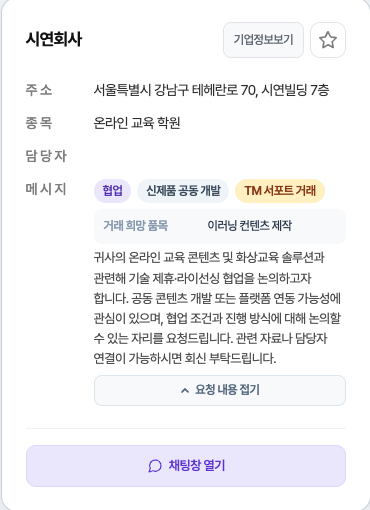 시연회사
기업정보보기
주소 서울특별시 강남구 테헤란로 70, 시연빌딩 7층
종목 온라인 교육 학원
담당자
메시지 협업 신제품 공동 개발 TM 서포트 거래
거래 희망 품목 이러닝 컨텐츠 제작
귀사의 온라인 교육 콘텐츠 및 화상교육 솔루션과
관련해 기술 제휴·라이선싱 협업을 논의하고자
합니다. 공동 콘텐츠 개발 또는 플랫폼 연동 가능성에
관심이 있으며, 협업 조건과 진행 방식에 대해 논의할
수 있는 자리를 요청드립니다. 관련 자료나 담당자
연결이 가능하시면 회신 부탁드립니다.
요청 내용 접기
채팅창 열기